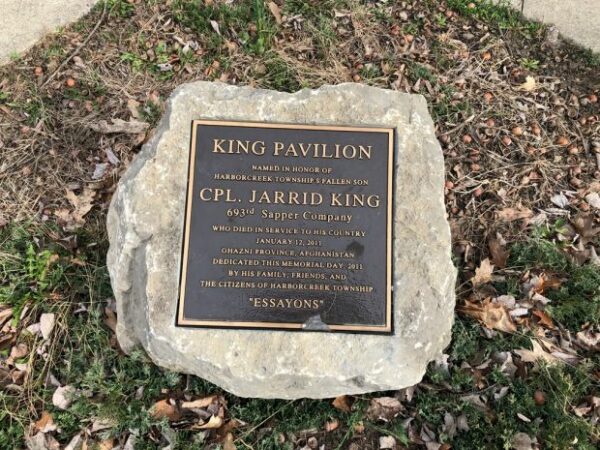 KING PAVILION
NAMED IN HONOR OF
HARBORCREEK TOWNSHIP'S FALLEN SON
CPL. JARRID KING
693rd Sapper Company
WHO DIED IN SERVICE TO HIS COUNTRY
JANUARY 12, 2011
GHAZNI PROVINCE, AFGHANISTAN
DEDICATED THIS MEMORIAL DAY, 2011
BY HIS FAMILY, FRIENDS, AND
THE CITIZENS OF HARBORCREEK TOWNSHIP
"ESSAYONS"